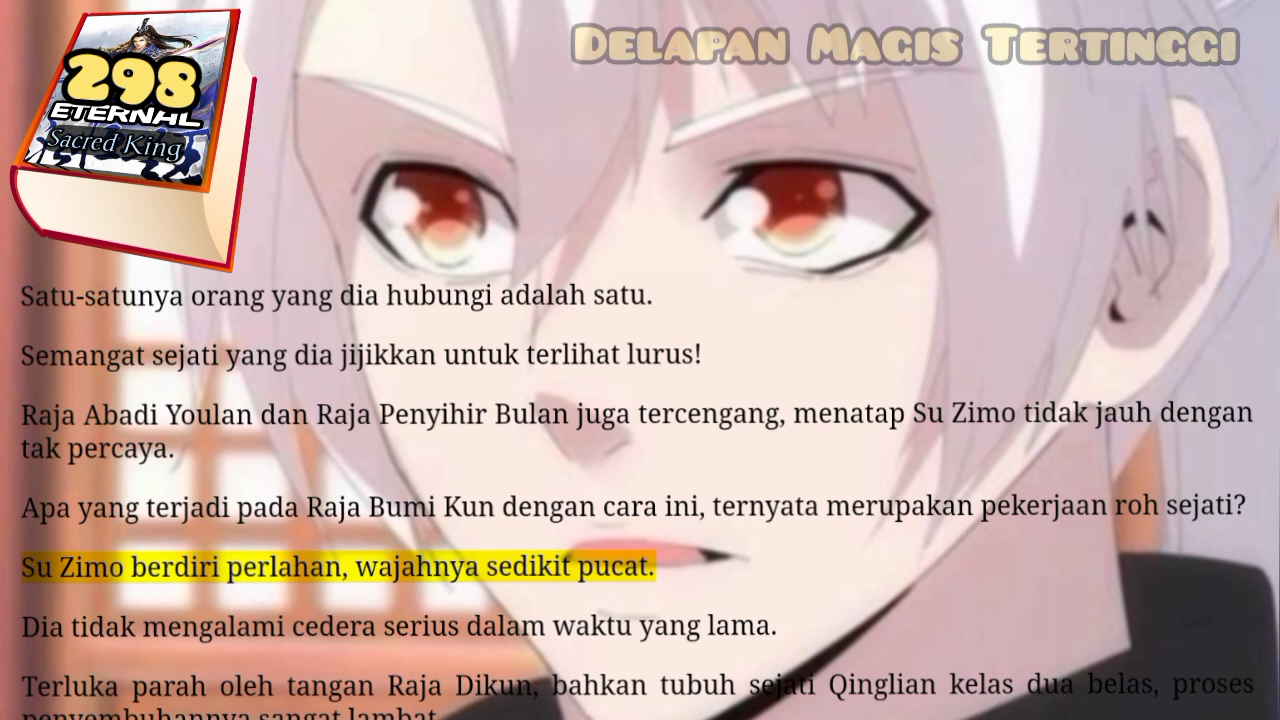 298
ETERNAL
Sacred King
Delapan Magis Tertinggi
Satu-satunya orang yang dia hubungi adalah satu.
Semangat sejati yang dia jijikkan untuk terlihat lurus!
Raja Abadi Youlan dan Raja Penyihir Bulan juga tercengang, menatap Su Zimo tidak jauh dengan
tak percaya.
Apa yang terjadi pada Raja Bumi Kun dengan cara ini, ternyata merupakan pekerjaan roh sejati?
Su Zimo berdiri perlahan, wajahnya sedikit pucat.
Dia tidak mengalami cedera serius dalam waktu yang lama.
Terluka parah oleh tangan Raja Dikun, bahkan tubuh sejati Qinglian kelas dua belas, proses
penyembuhannya sangat lambat.